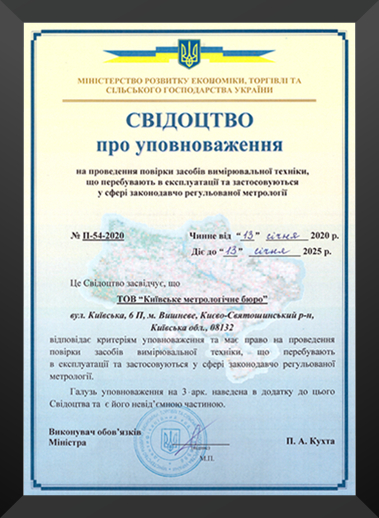 МІНІСТЕРСТВО РОЗВИТКУ ЕКОНОМІКИ, ТОРГІВЛІ ТА
СІЛЬСЬКОГО ГОСПОДАРСТВА УКРАЇНИ
СВІДОЦТВО
про уповноваження
на проведення повірки засобів вимірювальної техніки,
що перебувають в експлуатації та застосовуються
у сфері законодавчо регульованої метрології
№ П-54-2020 Чинне від “ 13 ” січня 2020 р.
Діє до “ 13 ” січня 2025 р.
Це Свідоцтво засвідчує, що
ТОВ “Київське метрологічне бюро”
вул. Київська, 6 П, м. Вишневе, Києво-Святошинський р-н,
Київська обл., 08132
відповідає критеріям уповноваження та має право на проведення
повірки засобів вимірювальної техніки, що перебувають
в експлуатації та застосовуються у сфері законодавчо регульованої
метрології.
Галузь уповноваження на 3 арк. наведена в додатку до цього
Свідоцтва та є його невід’ємною частиною.
Виконувач обов’язків
Міністра П. А. Кухта
М.П.